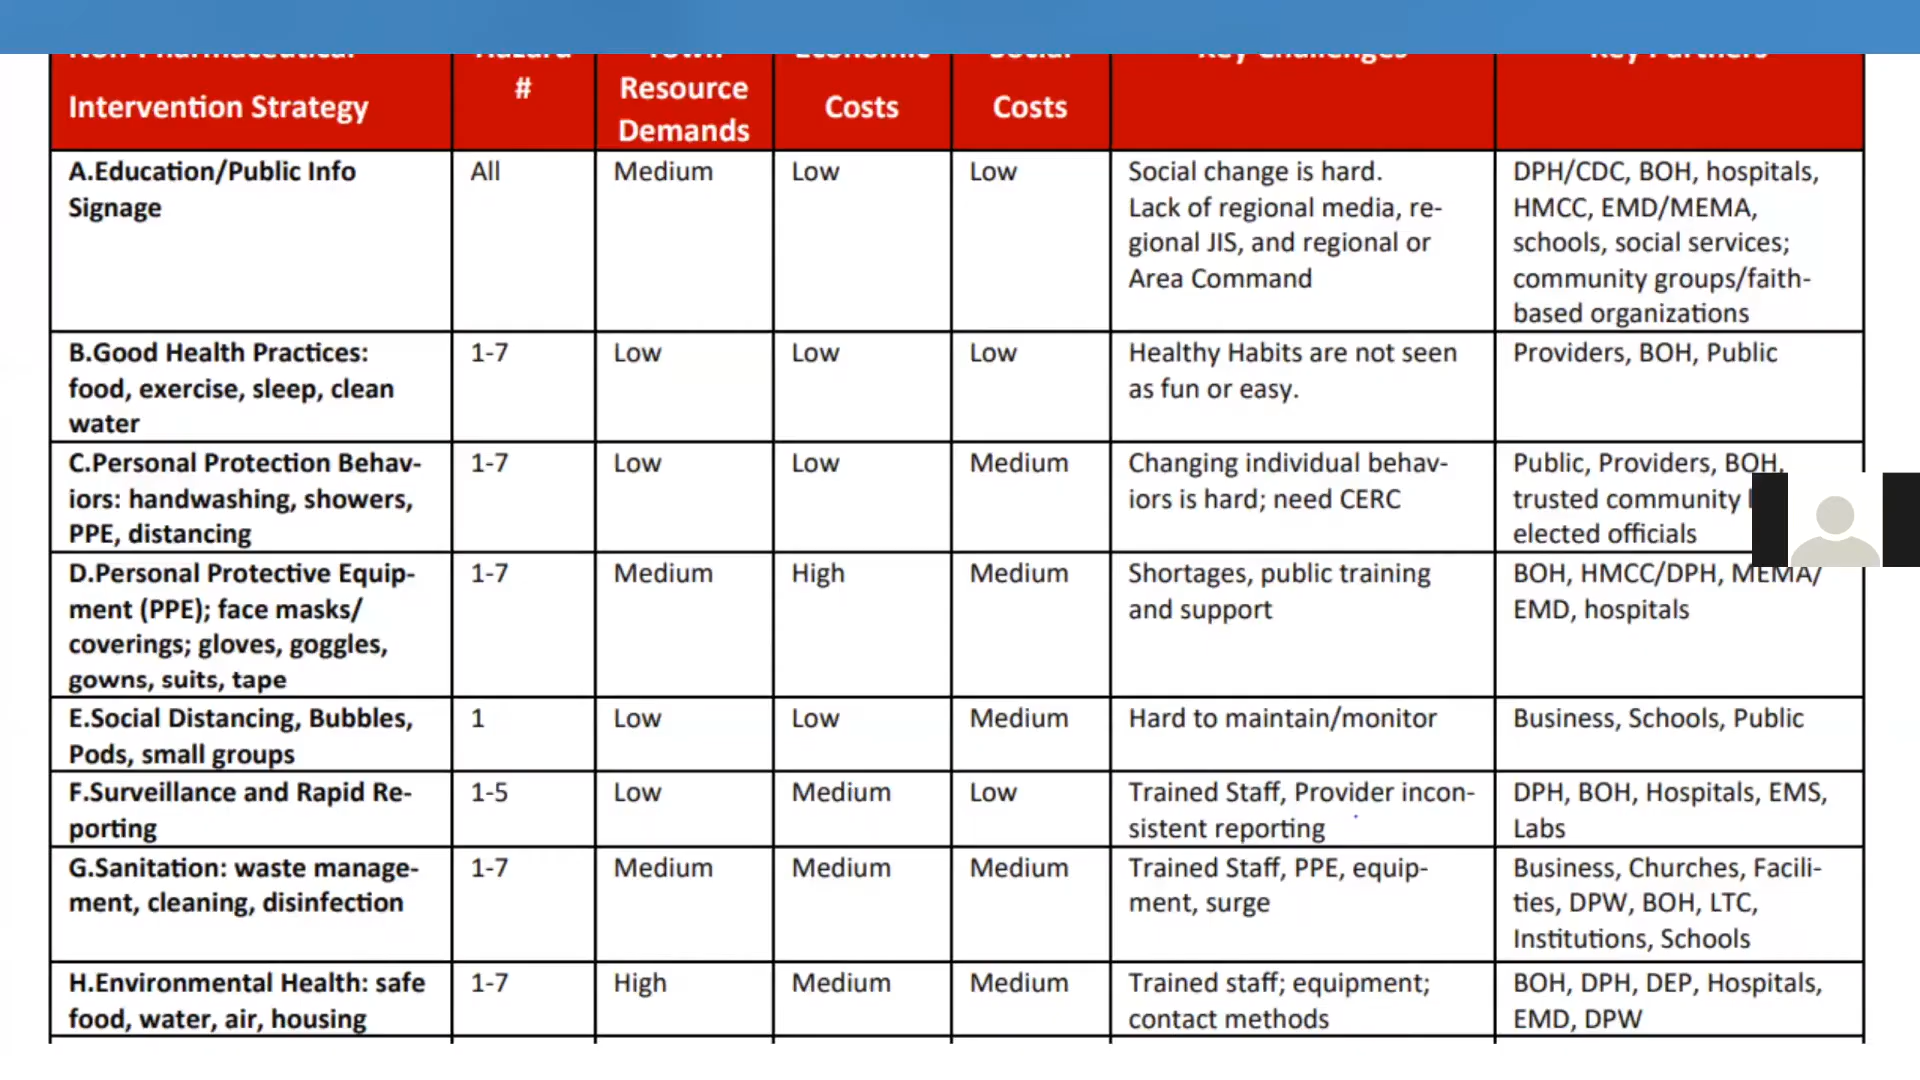 Non-Pharmaceutical
Intervention Strategy
Hazard
#
Town
Resource
Demands
Economic
Costs
Social
Costs
Key Challenges
Key Partners
A.Education/Public Info
Signage
All
Medium
Low
Low
Social change is hard.
Lack of regional media, re-
gional JIS, and regional or
Area Command
DPH/CDC, BOH, hospitals,
HMCC, EMD/MEMA,
schools, social services;
community groups/faith-
based organizations
B.Good Health Practices:
food, exercise, sleep, clean
water
1-7
Low
Low
Low
Healthy Habits are not seen
as fun or easy.
Providers, BOH, Public
C.Personal Protection Behav-
iors: handwashing, showers,
PPE, distancing
1-7
Low
Low
Medium
Changing individual behav-
iors is hard; need CERC
Public, Providers, BOH,
trusted community
elected officials
D.Personal Protective Equip-
ment (PPE); face masks/
coverings; gloves, goggles,
gowns, suits, tape
1-7
Medium
High
Medium
Shortages, public training
and support
BOH, HMCC/DPH, MEMA/
EMD, hospitals
E.Social Distancing, Bubbles,
Pods, small groups
1
Low
Low
Medium
Hard to maintain/monitor
Business, Schools, Public
F.Surveillance and Rapid Re-
porting
1-5
Low
Medium
Low
Trained Staff, Provider incon-
sistent reporting
DPH, BOH, Hospitals, EMS,
Labs
G.Sanitation: waste manage-
ment, cleaning, disinfection
1-7
Medium
Medium
Medium
Trained Staff, PPE, equip-
ment, surge
Business, Churches, Facili-
ties, DPW, BOH, LTC,
Institutions, Schools
H.Environmental Health: safe
food, water, air, housing
1-7
High
Medium
Medium
Trained staff; equipment;
contact methods
BOH, DPH, DEP, Hospitals,
EMD, DPW